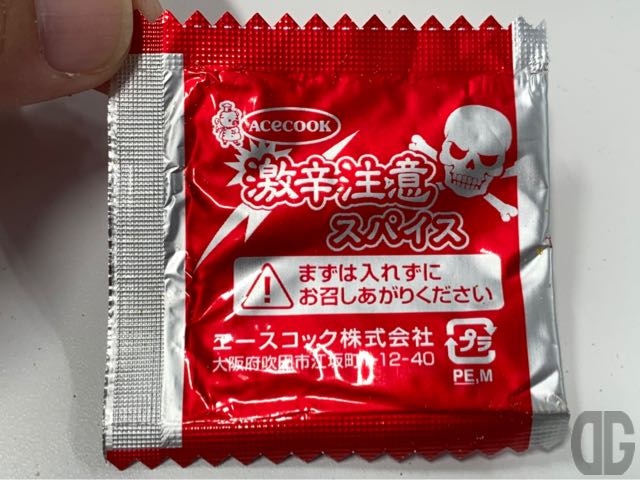 ACECOOK
激辛注意
スパイス
まずは入れずに
お召しあがりください
エースコック株式会社
大阪府吹田市江坂町 12-40
プラ
PE,M
DG